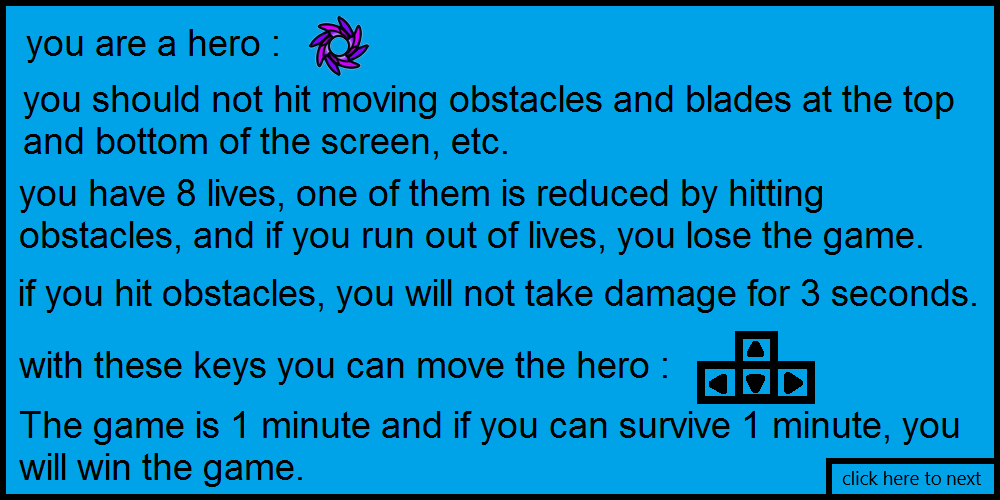 you are a hero :
you should not hit moving obstacles and blades at the top
and bottom of the screen, etc.
you have 8 lives, one of them is reduced by hitting
obstacles, and if you run out of lives, you lose the game.
if you hit obstacles, you will not take damage for 3 seconds.
with these keys you can move the hero :
The game is 1 minute and if you can survive 1 minute, you
will win the game.
click here to next